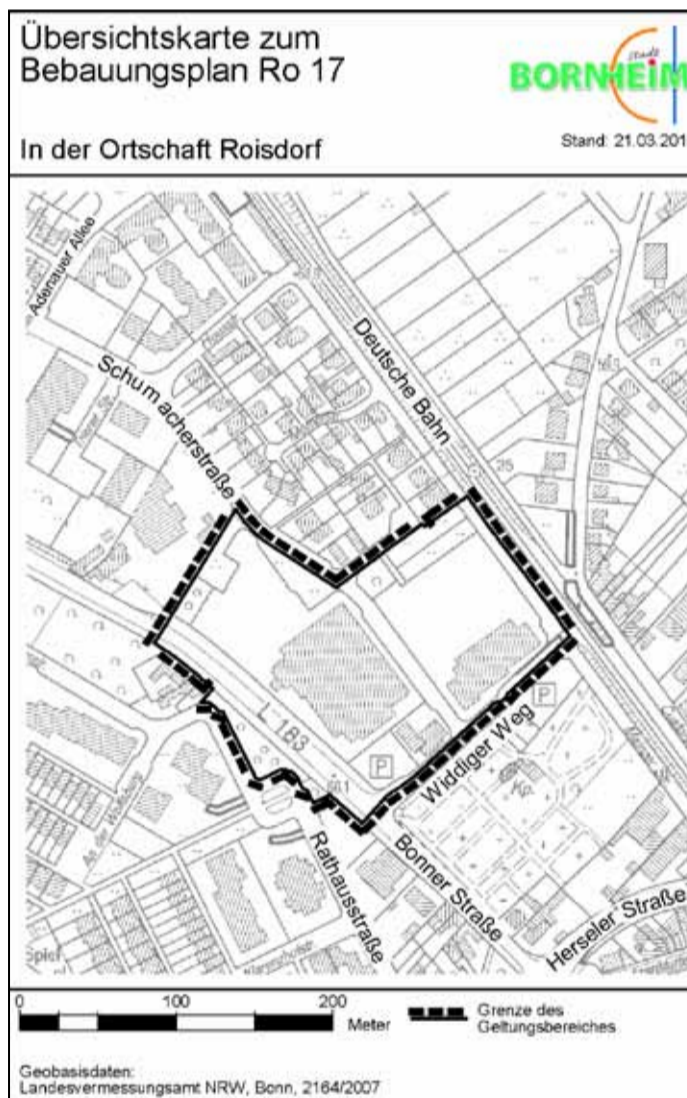 Übersichtskarte zum
Bebauungsplan Ro 17
Stadt
BORNHEIM
In der Ortschaft Roisdorf
Stand: 21.03.201
Adenauer Allee
Deutsche Bahn
Schumacherstraße
25
L 183
P
P
Widdiger Weg
Rathausstraße
Bonner Straße
Herseler Straße
0
100
200
Meter
Grenze des
Geltungsbereiches
Geobasisdaten:
Landesvermessungsamt NRW, Bonn, 2164/2007